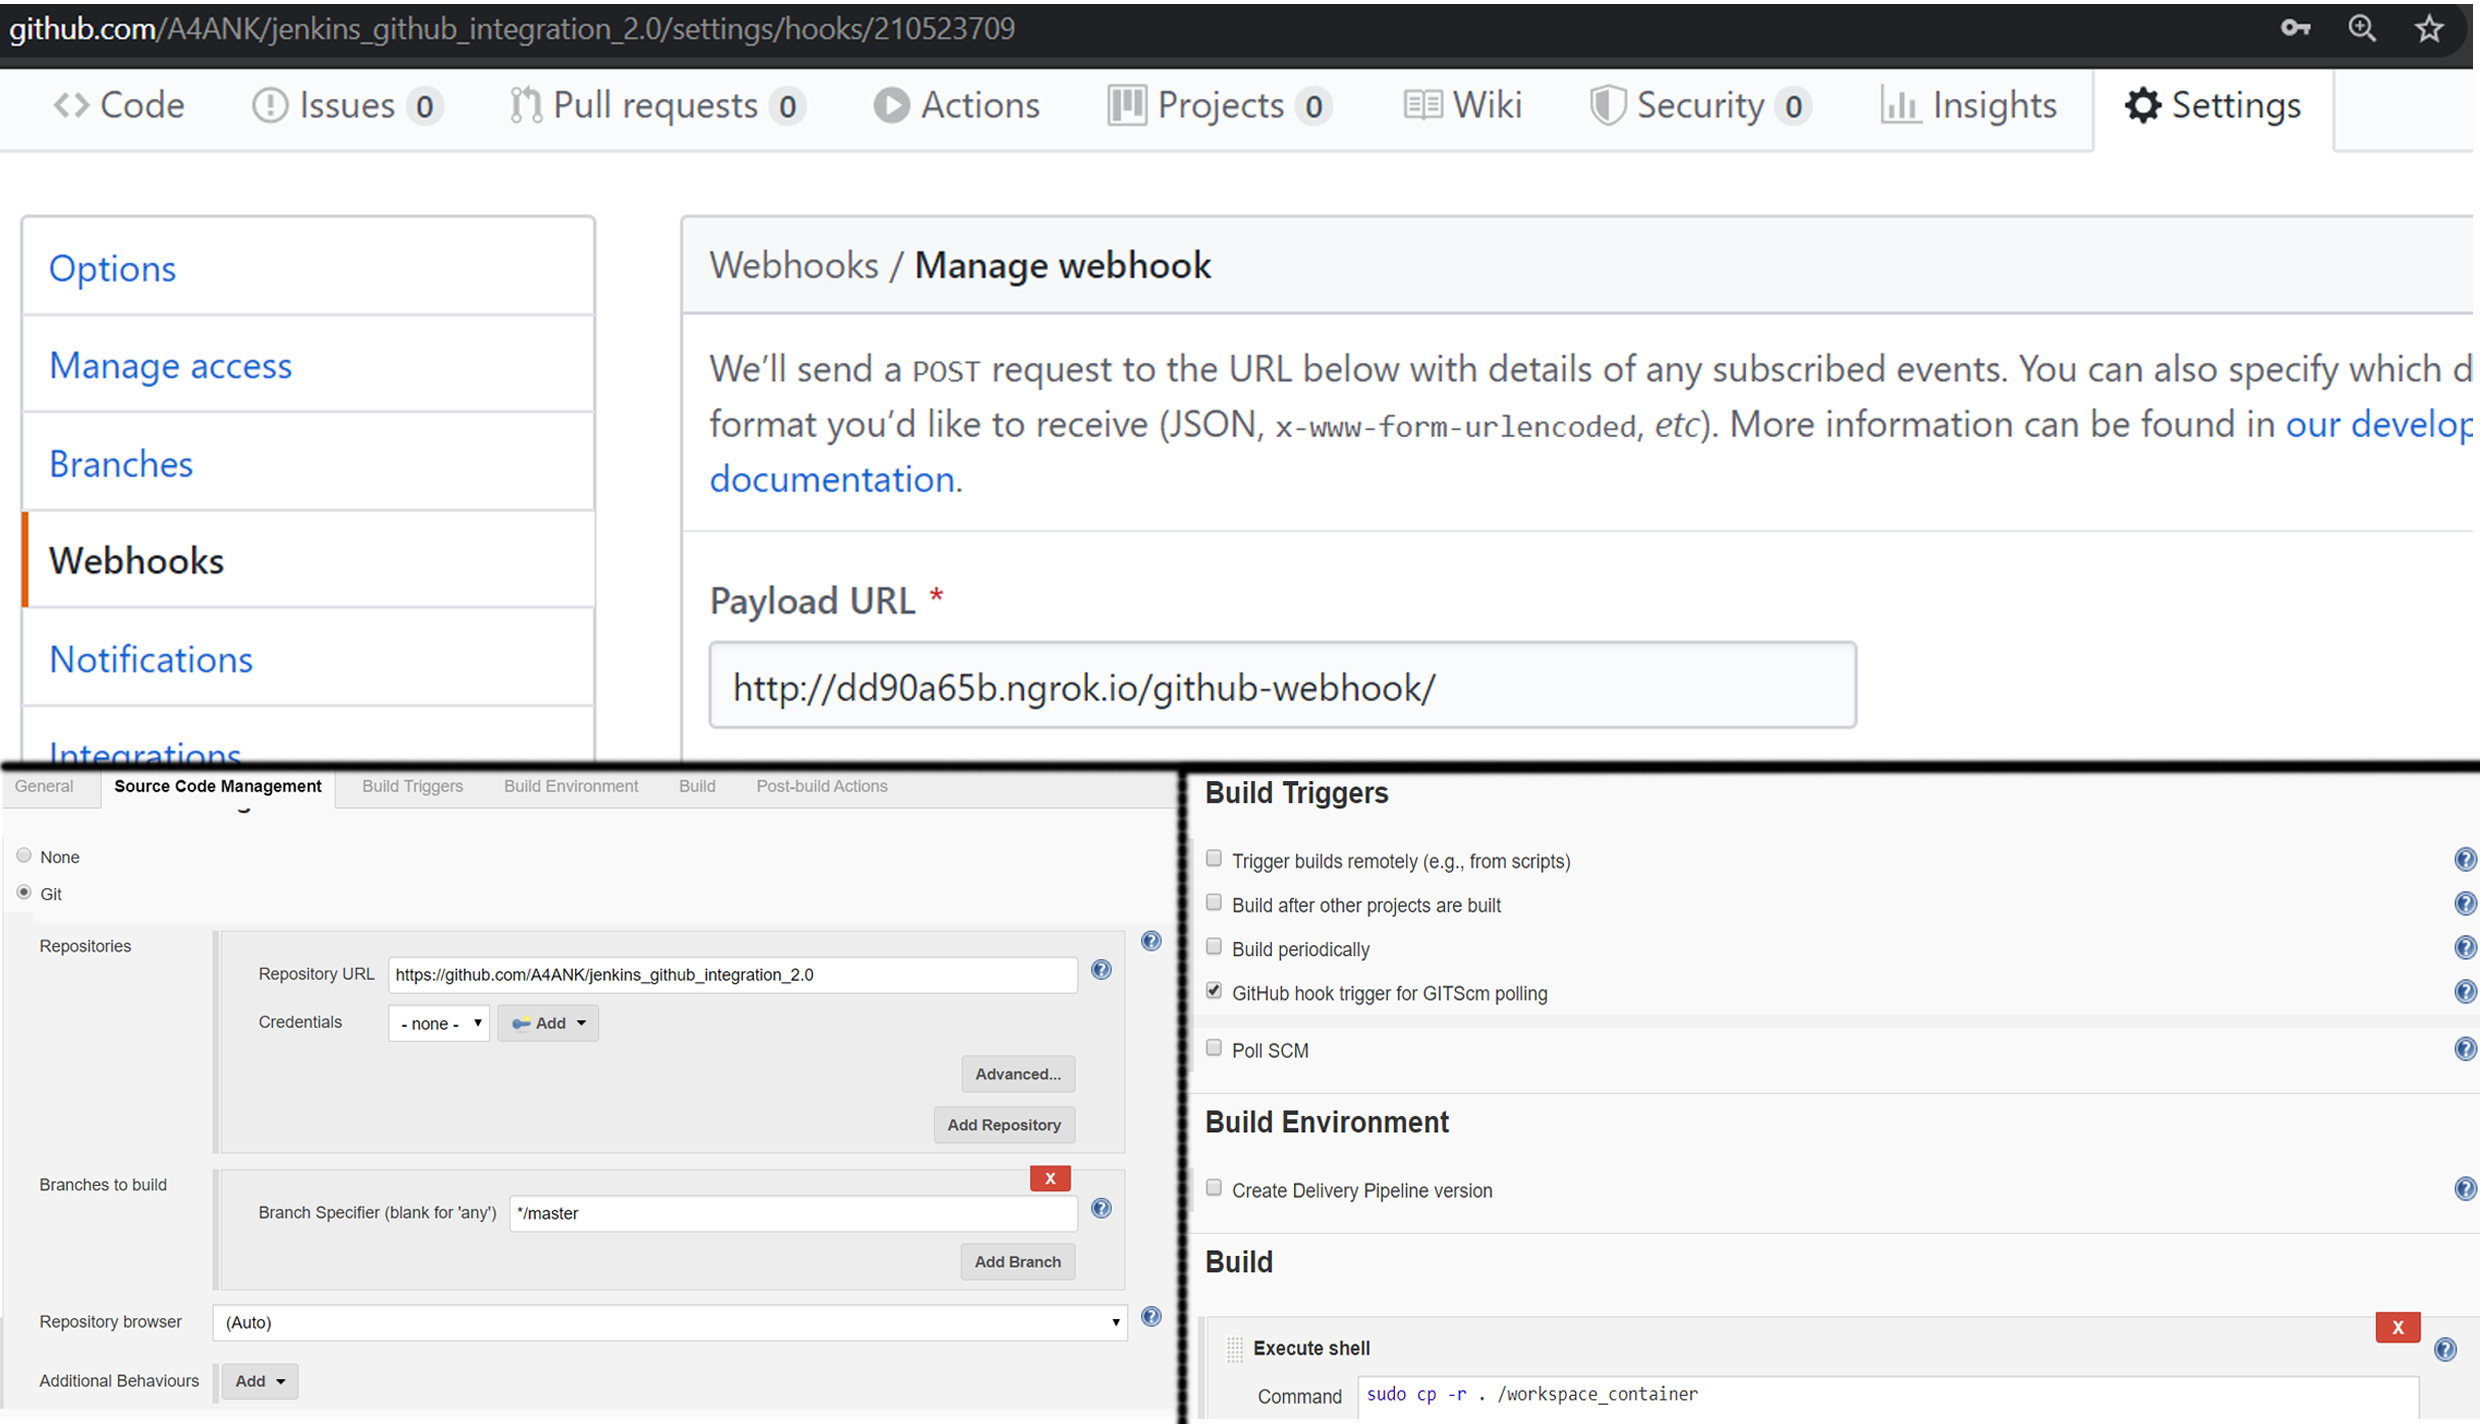 github.com/A4ANK/jenkins_github_integration_2.0/settings/hooks/210523709
Code Issues 0 Pull requests 0 Actions Projects 0 Wiki Security 0 Insights Settings
Options
Manage access
Branches
Webhooks
Notifications
Integrations
Webhooks / Manage webhook
We’ll send a POST request to the URL below with details of any subscribed events. You can also specify which d
format you’d like to receive (JSON, x-www-form-urlencoded, etc). More information can be found in our develop
documentation.
Payload URL *
http://dd90a65b.ngrok.io/github-webhook/
General Source Code Management Build Triggers Build Environment Build Post-build Actions
None
Git
Repositories
Repository URL https://github.com/A4ANK/jenkins_github_integration_2.0
Credentials - none - Add
Advanced...
Add Repository
Branches to build
X
Branch Specifier (blank for 'any') */master
Add Branch
Repository browser (Auto)
Additional Behaviours Add
Build Triggers
Trigger builds remotely (e.g., from scripts)
Build after other projects are built
Build periodically
GitHub hook trigger for GITScm polling
Poll SCM
Build Environment
Create Delivery Pipeline version
Build
X
Execute shell
Command sudo cp -r . /workspace_container